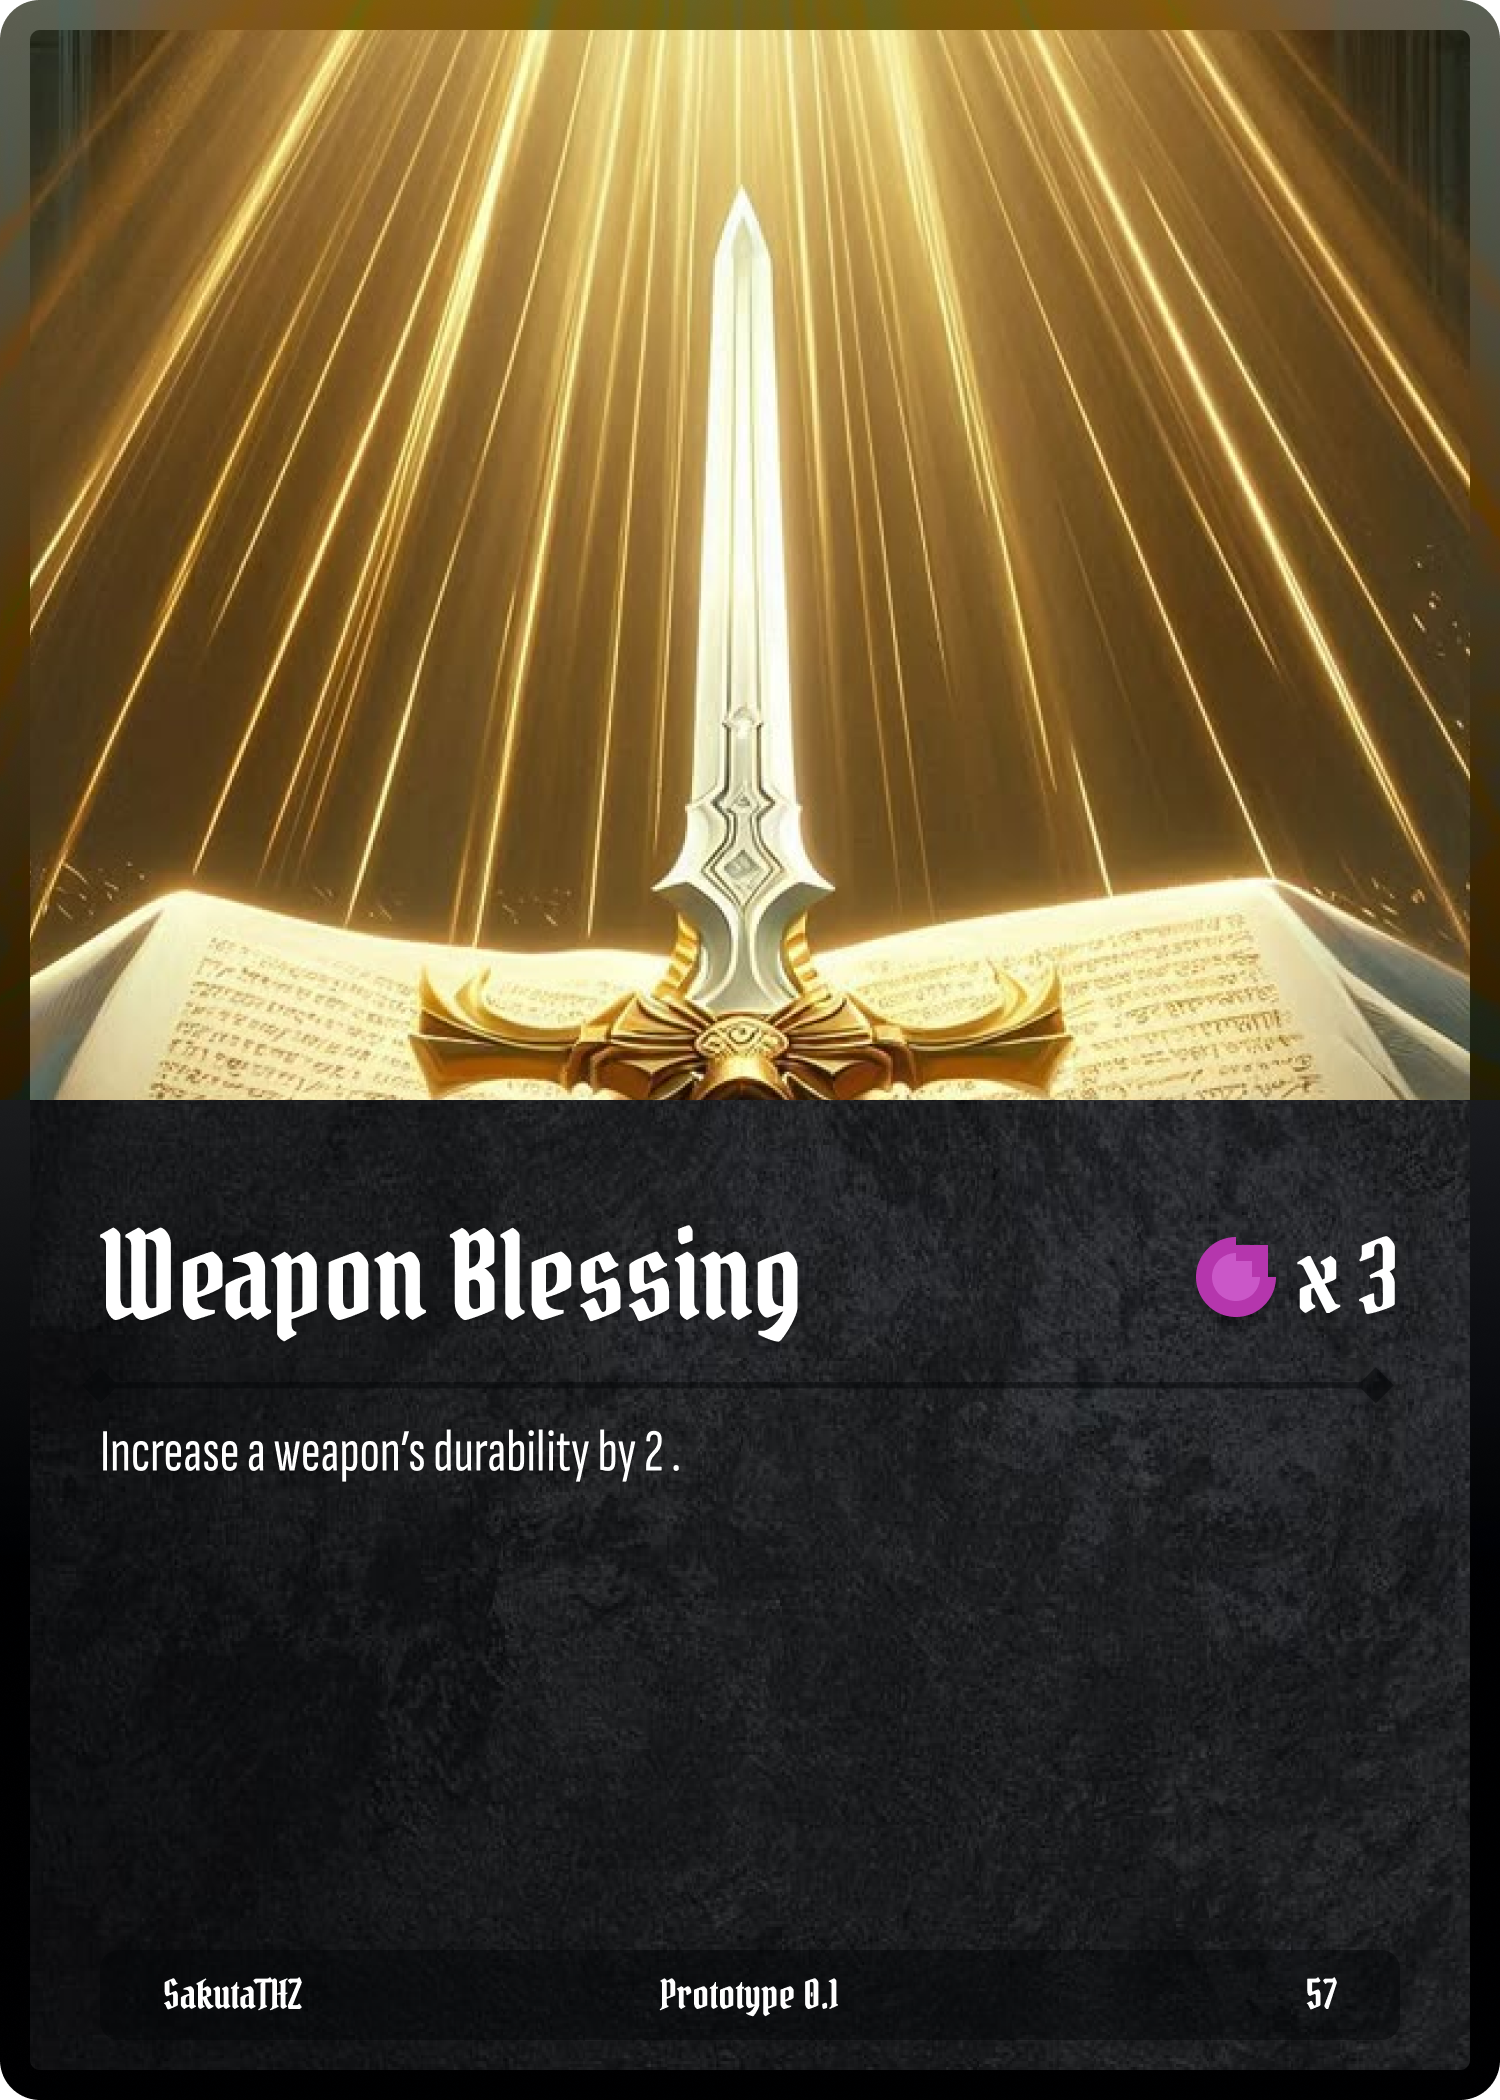 Weapon Blessing x 3
Increase a weapon's durability by 2 .
SakutaTHZ Prototype 0.1 57